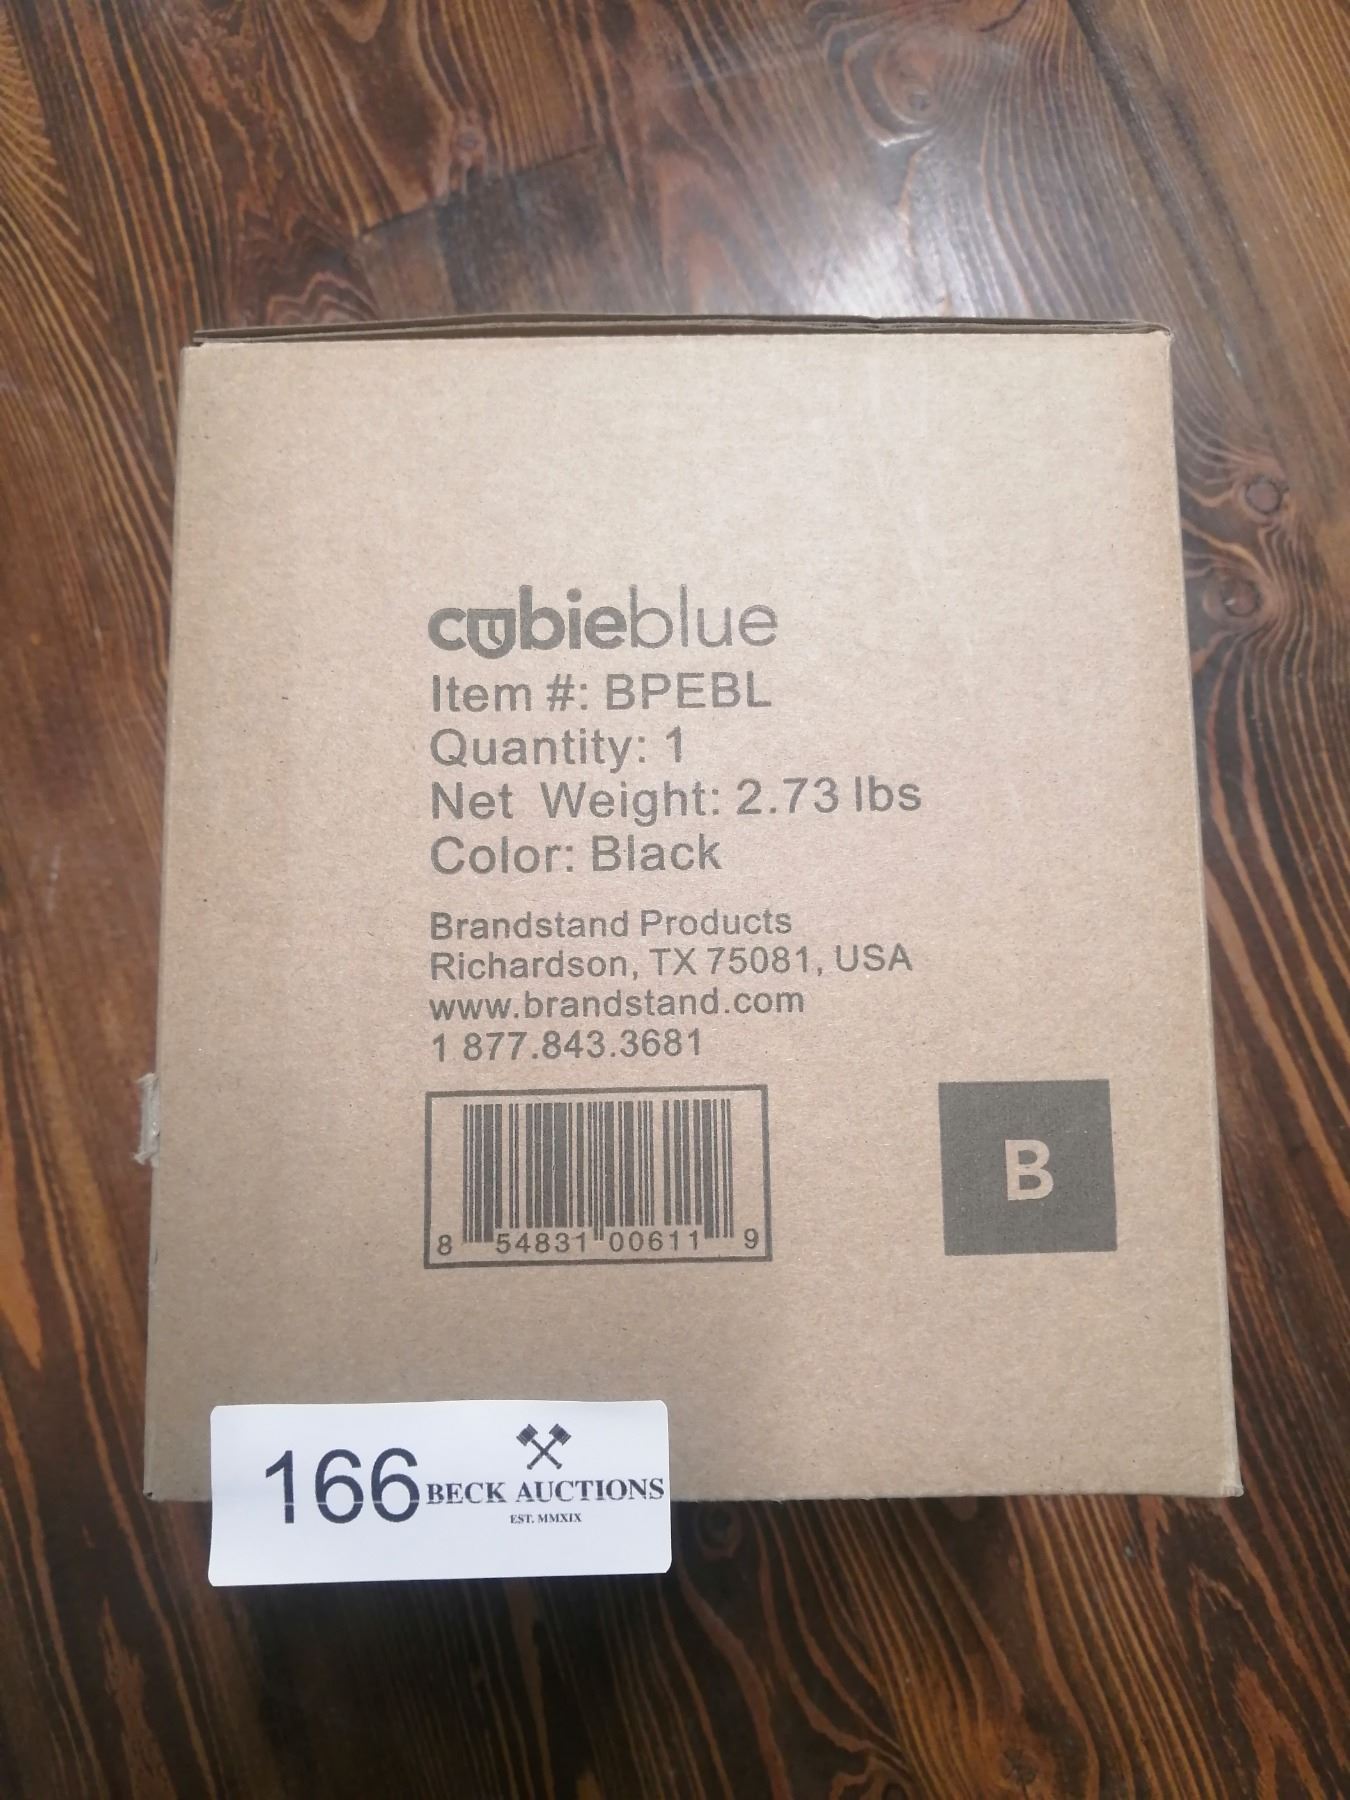 cubieblue
Item #: BPEBL
Quantity: 1
Net Weight: 2.73 lbs
Color: Black
Brandstand Products
Richardson, TX 75081, USA
www.brandstand.com
1 877.843.3681
8 54831 00611 9
B
166
BECK AUCTIONS
EST. MMXIX